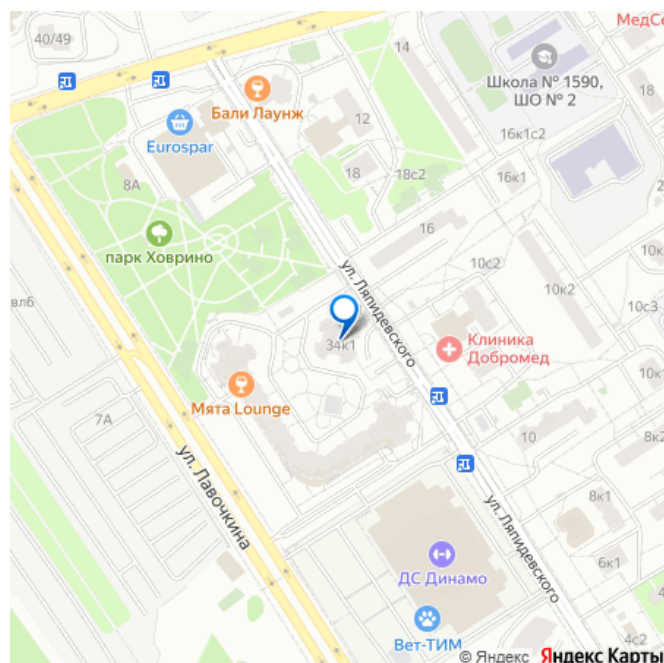 40/49
14
МедСе
Школа № 1590,
ШО № 2
18
Бали Лаунж
12
Eurospar
16к1с2
18
18с2
16к1
8А
парк Ховрино
16
10с2
10к
ул. Ляпидевского
10к2
вл6
10с3
34к1
Клиника
Добромед
10к1
Мята Lounge
7А
10
8к2
ул. Лавочкина
8к1
ул. Ляпидевского
6к1
ДС Динамо
4
Вет-ТИМ
4с2
© Яндекс Яндекс Карты